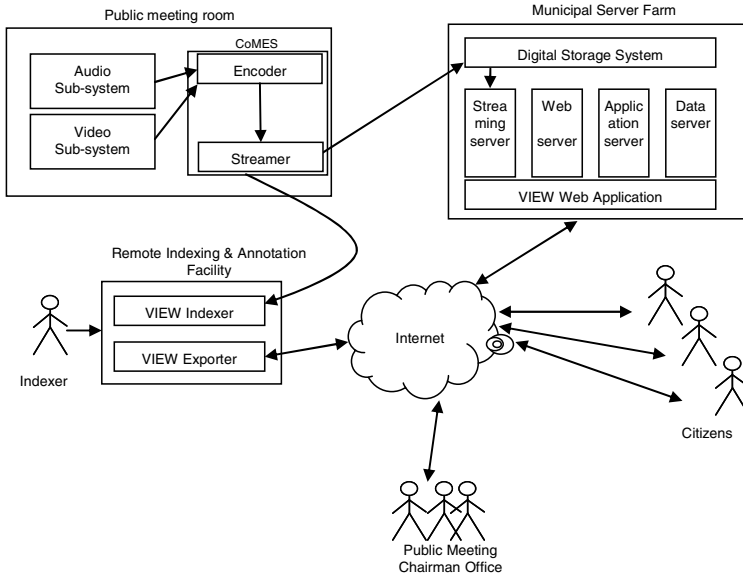 Public meeting room
CoMES
Audio
Sub-system
Encoder
Video
Sub-system
Streamer
Municipal Server Farm
Digital Storage System
Strea
ming
server
Web
server
Applic
ation
server
Data
server
VIEW Web Application
Remote Indexing & Annotation
Facility
VIEW Indexer
VIEW Exporter
Indexer
Internet
Citizens
Public Meeting
Chairman Office